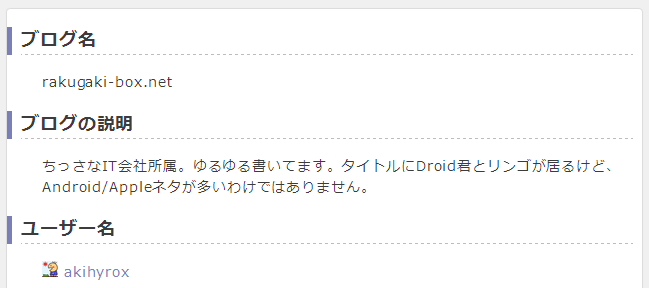 ブログ名
rakugaki-box.net
ブログの説明
ちっさなIT会社所属。ゆるゆる書いてます。タイトルにDroid君とリンゴが居るけど、
Android/Appleネタが多いわけではありません。
ユーザー名
akihyrox